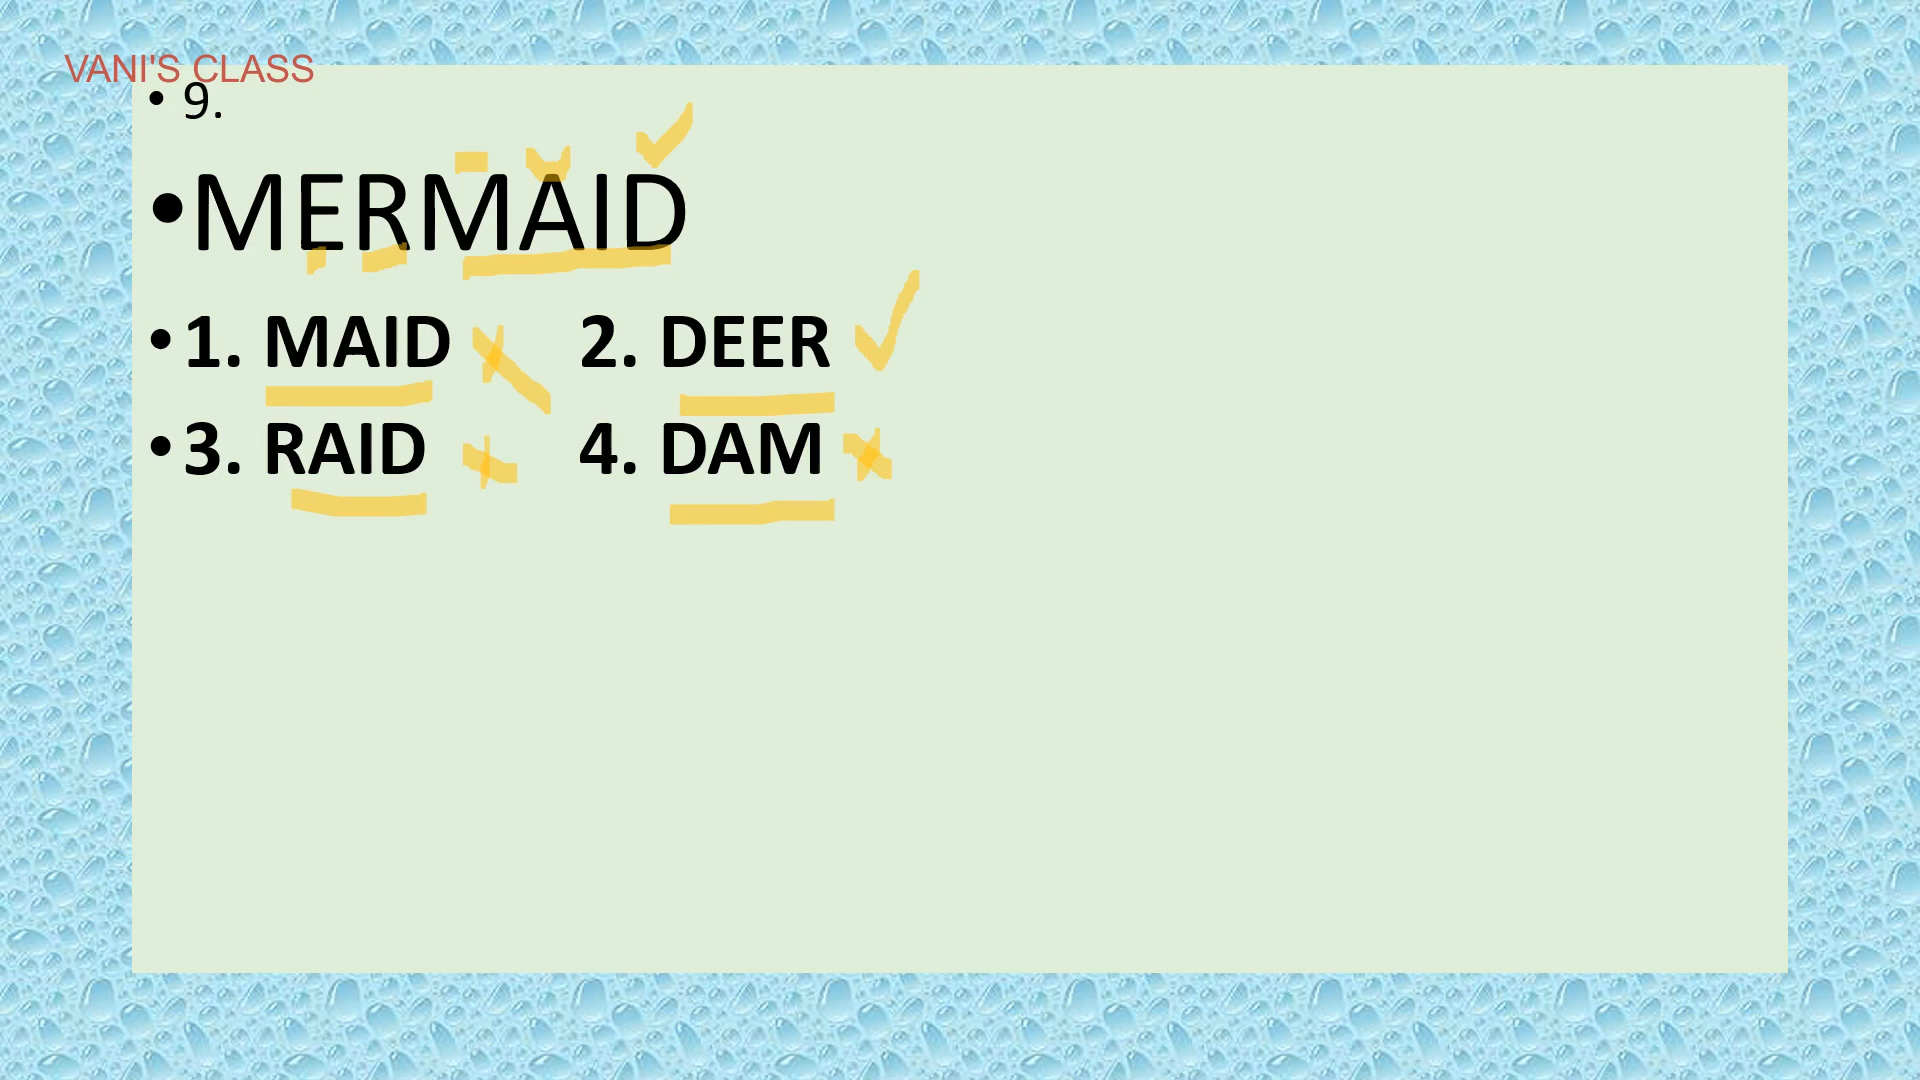 VANI'S CLASS
• 9.
•MERMAID
• 1. MAID 2. DEER
• 3. RAID 4. DAM